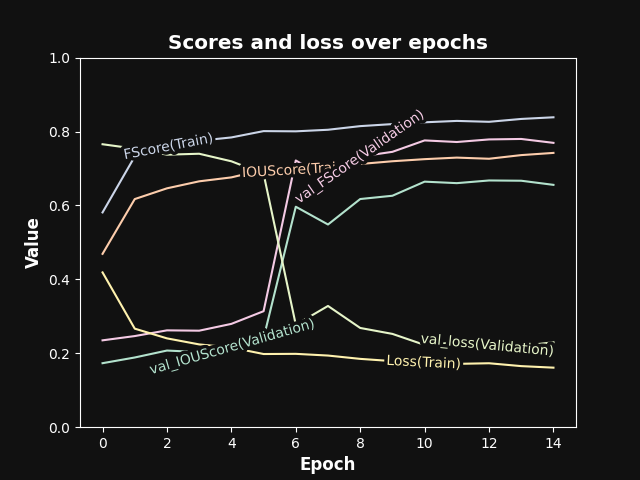 Scores and loss over epochs
1.0
0.8
0.6
0.4
0.2
0.0
Value
FScore(Train)
IOUScore(Trai
val_FScore(Validation)
val_IOUScore(Validation)
val_loss(Validation)
Loss(Train)
0 2 4 6 8 10 12 14
Epoch